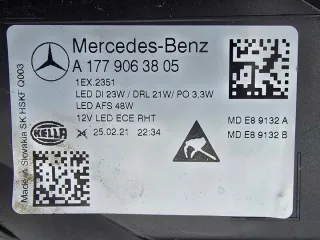 Mercedes-Benz
A 177 906 38 05
1EX.2351
LED DI 23W / DRL 21W/ PO 3,3W
LED AFS 48W
12V LED ECE RHT
25.02.21 22:34
HELLA
MD E8 9132 A
MD E8 9132 B
Made in Slovakia SK HSKF Q003